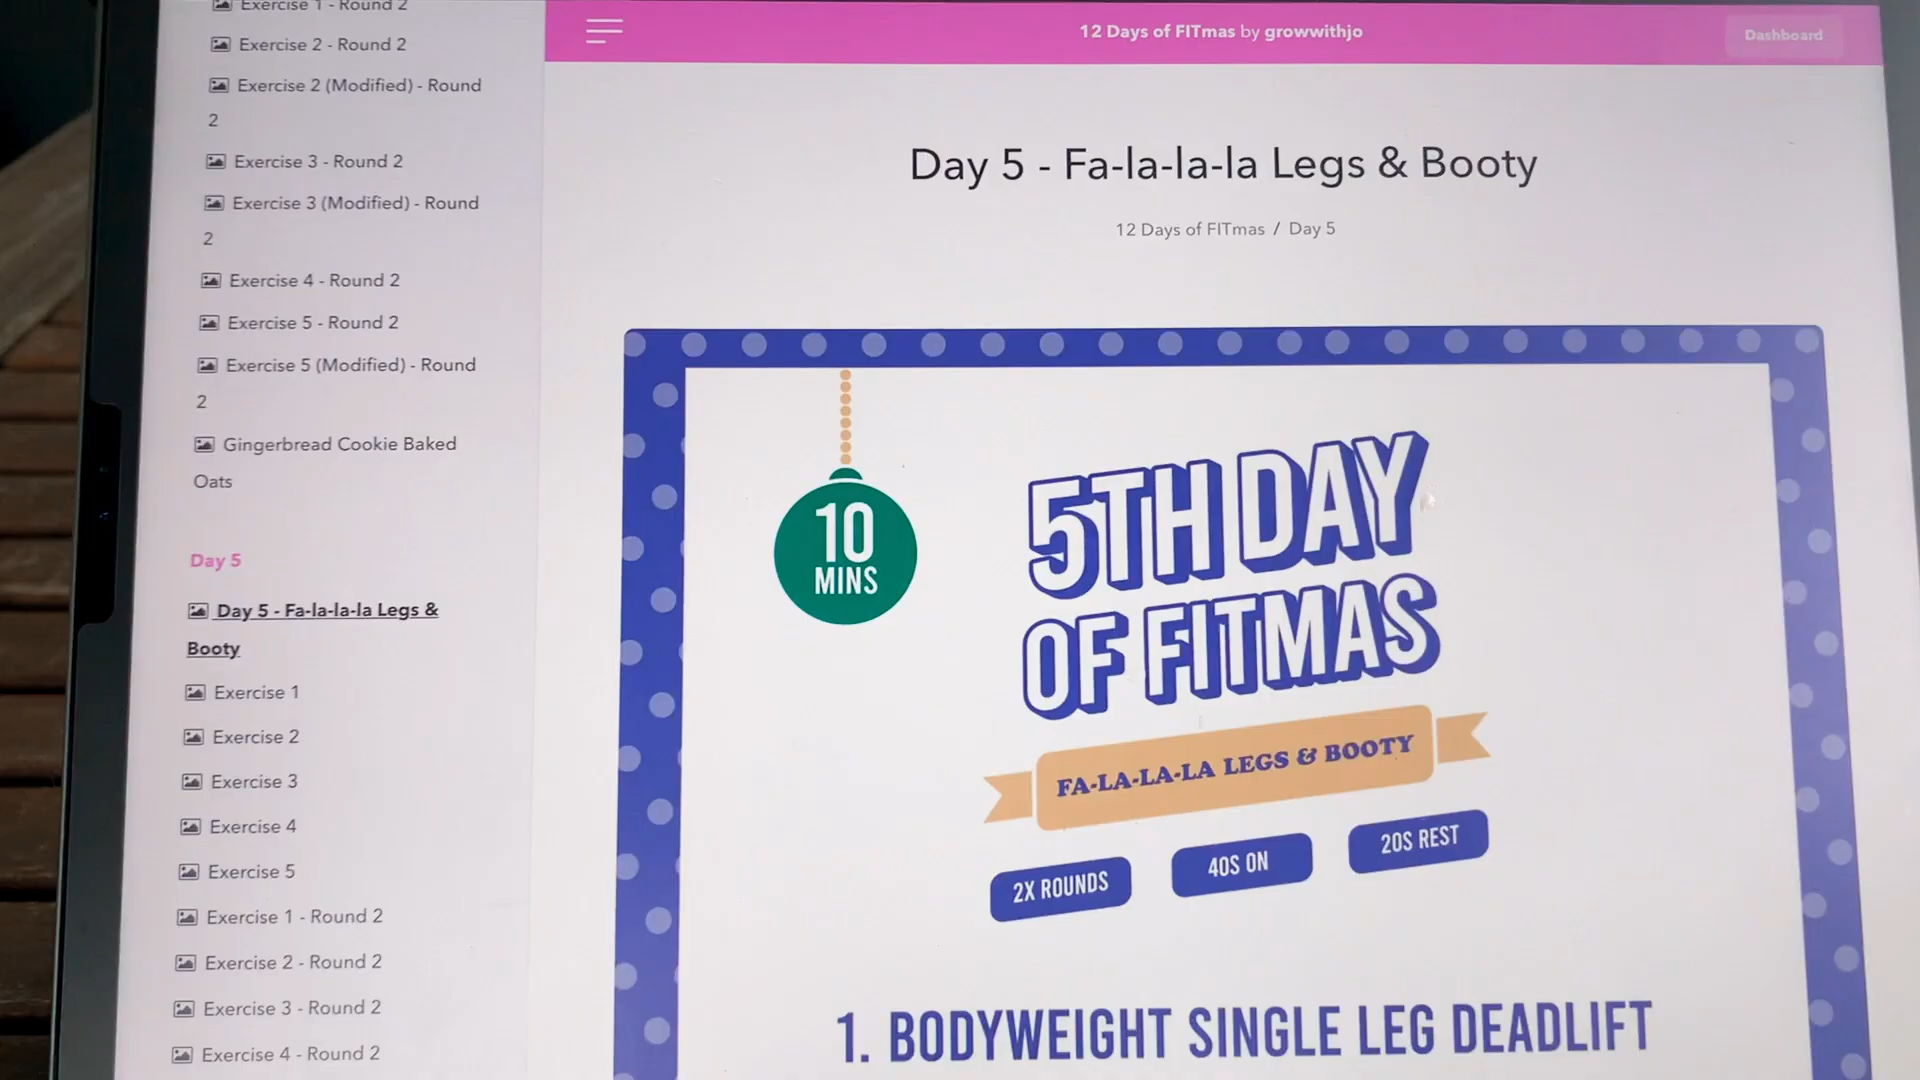 Exercise 1 - Round 2
Exercise 2 - Round 2
Exercise 2 (Modified) - Round
2
Exercise 3 - Round 2
Exercise 3 (Modified) - Round
2
Exercise 4 - Round 2
Exercise 5 - Round 2
Exercise 5 (Modified) - Round
2
Gingerbread Cookie Baked
Oats
Day 5
Day 5 - Fa-la-la-la Legs &
Booty
Exercise 1
Exercise 2
Exercise 3
Exercise 4
Exercise 5
Exercise 1 - Round 2
Exercise 2 - Round 2
Exercise 3 - Round 2
Exercise 4 - Round 2
12 Days of FITmas by growwithjo
Dashboard
Day 5 - Fa-la-la-la Legs & Booty
12 Days of FITmas / Day 5
10
MINS
5TH DAY
OF FITMAS
FA-LA-LA-LA LEGS & BOOTY
2X ROUNDS
40S ON
20S REST
1. BODYWEIGHT SINGLE LEG DEADLIFT